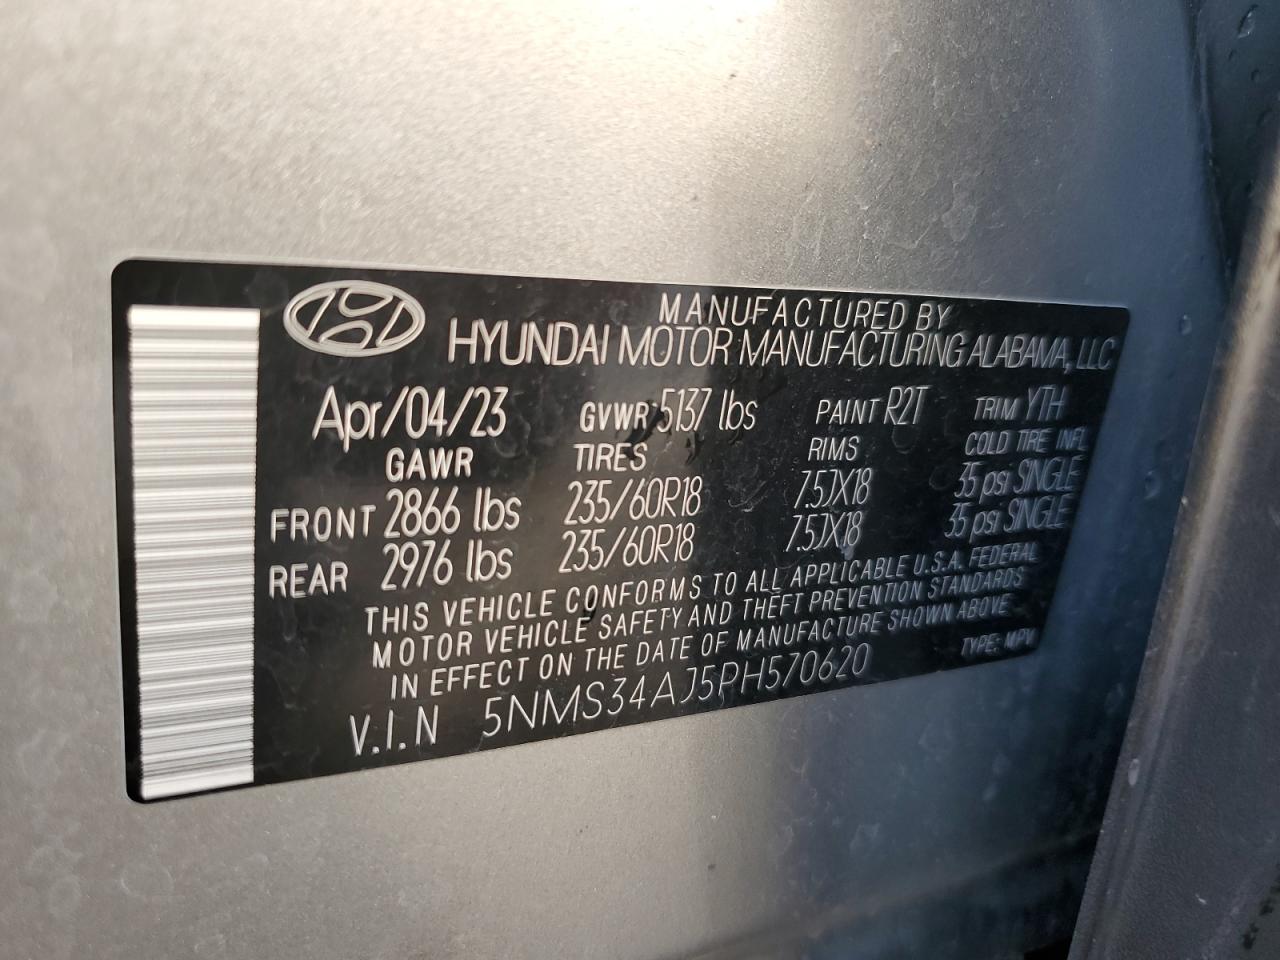 MANUFACTURED BY
HYUNDAI MOTOR MANUFACTURING ALABAMA, LLC
Apr/04/23 GVWR 5137 lbs PAINT R2T TRIM YTH
GAWR TIRES RIMS COLD TIRE INFL
FRONT 2866 lbs 235/60R18 7.5JX18 35 psi SINGLE
REAR 2976 lbs 235/60R18 7.5JX18 35 psi SINGLE
THIS VEHICLE CONFORMS TO ALL APPLICABLE U.S.A. FEDERAL
MOTOR VEHICLE SAFETY AND THEFT PREVENTION STANDARDS
IN EFFECT ON THE DATE OF MANUFACTURE SHOWN ABOVE
V.I.N 5NMS34AJ5PH570620 TYPE: MPV